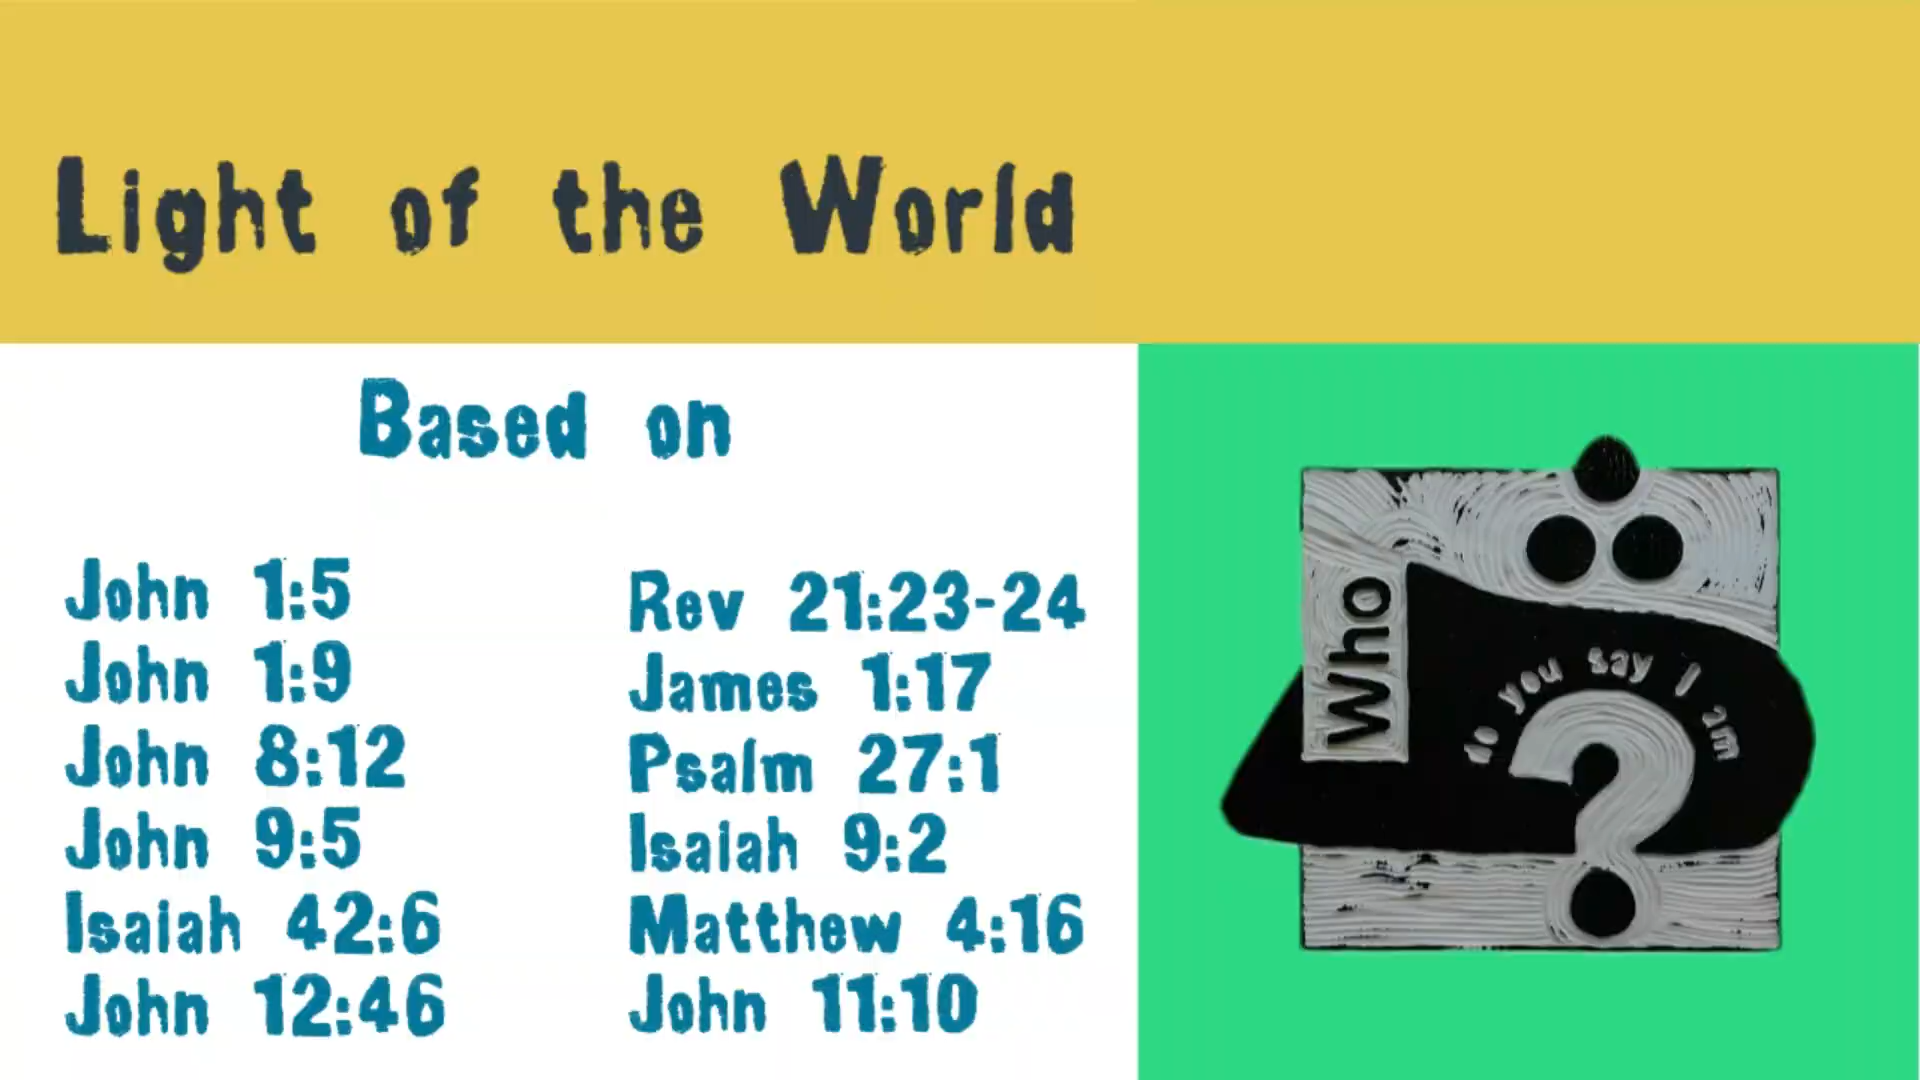 Light of the World
Based on
John 1:5
John 1:9
John 8:12
John 9:5
Isaiah 42:6
John 12:46
Rev 21:23-24
James 1:17
Psalm 27:1
Isaiah 9:2
Matthew 4:16
John 11:10
Who
do you say I am
?